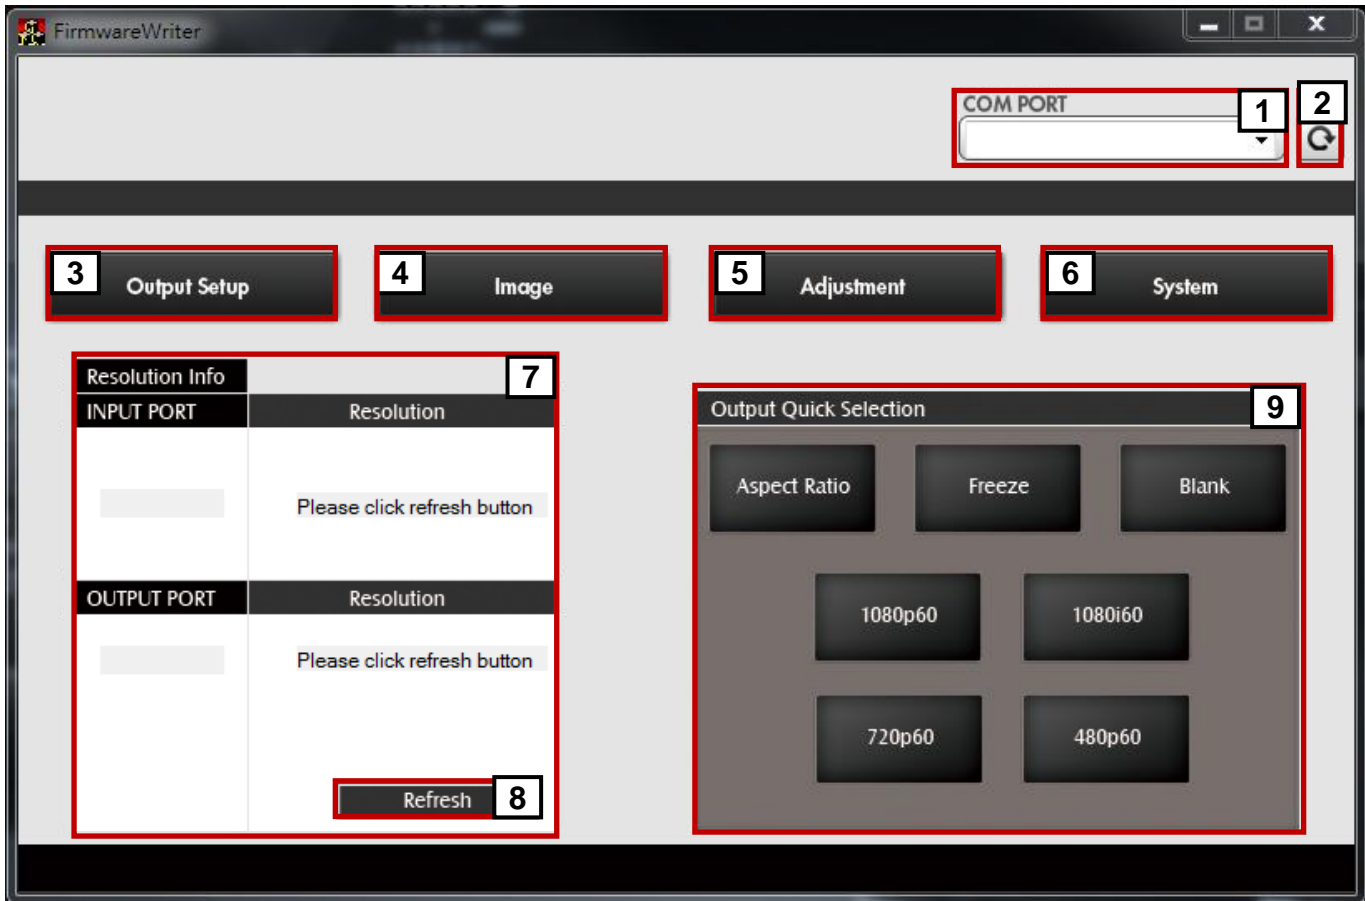 FirmwareWriter
COM PORT
1
2
3
Output Setup
4
Image
5
Adjustment
6
System
Resolution Info
7
INPUT PORT
Resolution
Please click refresh button
OUTPUT PORT
Resolution
Please click refresh button
Refresh
8
Output Quick Selection
9
Aspect Ratio
Freeze
Blank
1080p60
1080i60
720p60
480p60